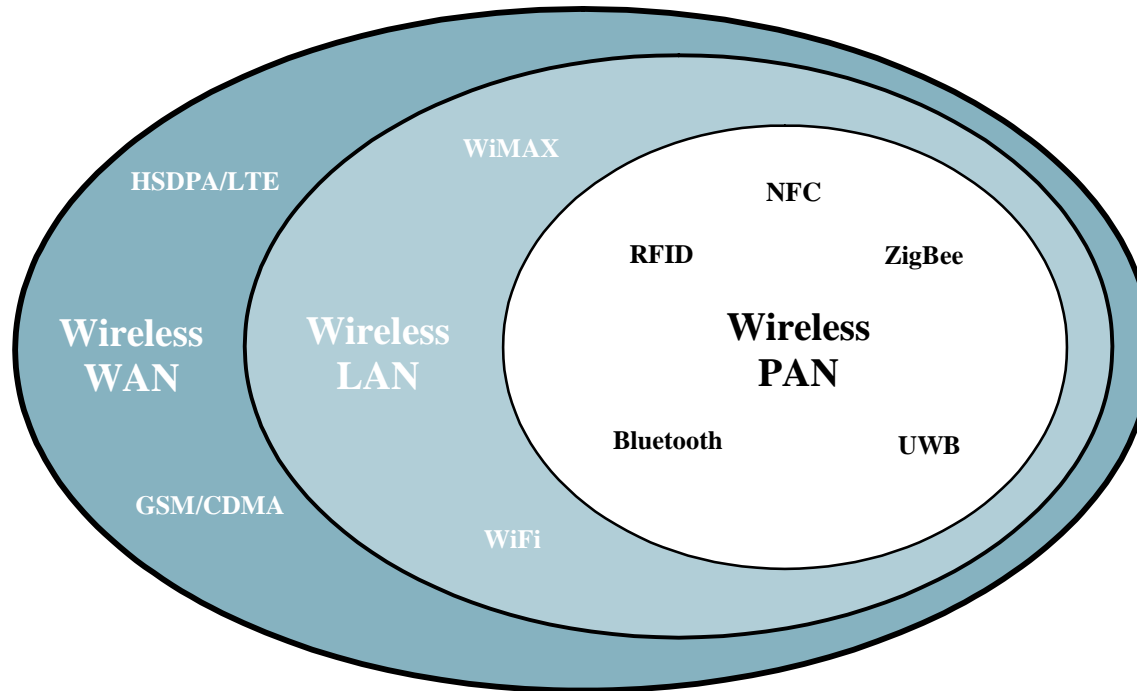 WiMAX
HSDPA/LTE
NFC
RFID
ZigBee
Wireless
WAN
Wireless
LAN
Wireless
PAN
Bluetooth
UWB
GSM/CDMA
WiFi